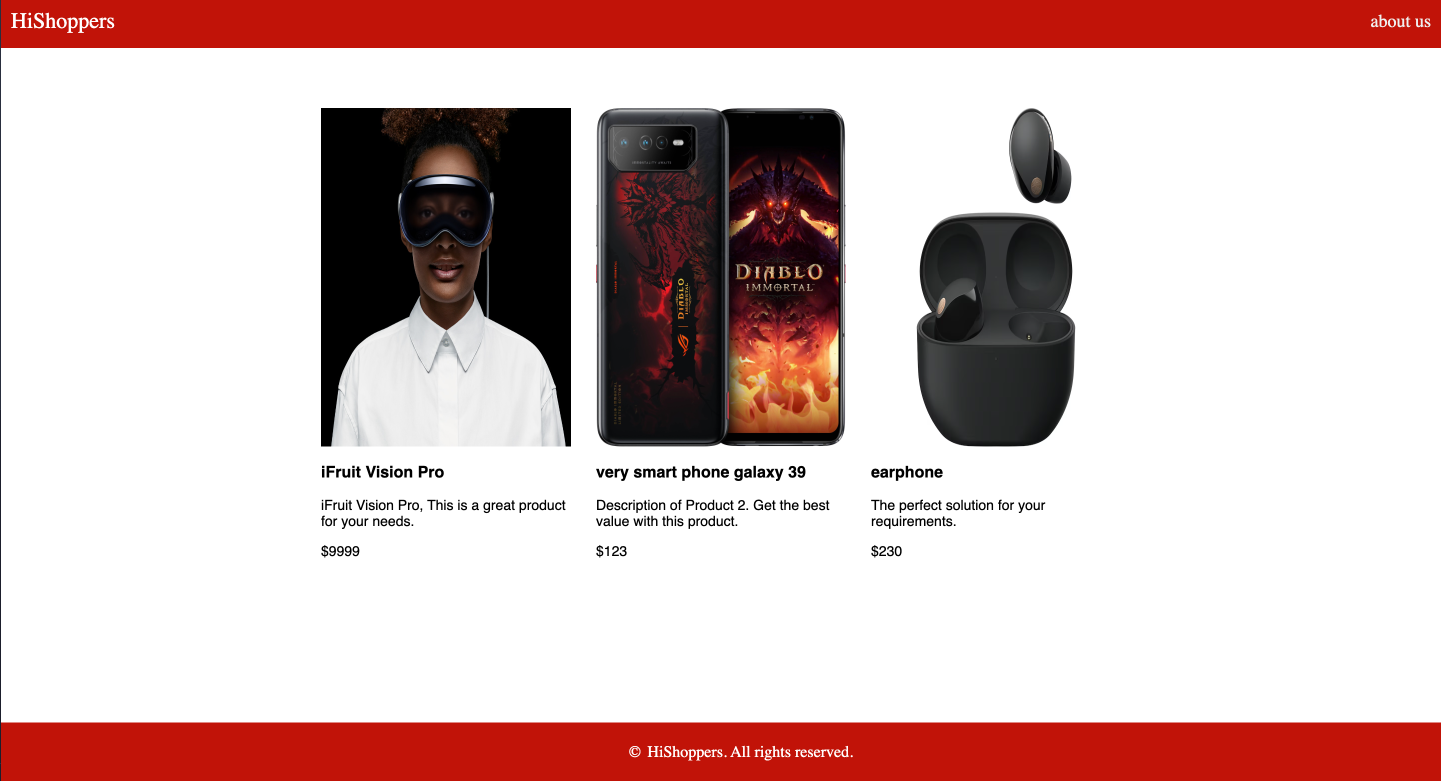 HiShoppers
about us
DIABLO
IMMORTAL
DIABLO
IMMORTAL
iFruit Vision Pro
very smart phone galaxy 39
earphone
iFruit Vision Pro, This is a great product
for your needs.
Description of Product 2. Get the best
value with this product.
The perfect solution for your
requirements.
$9999
$123
$230
© HiShoppers. All rights reserved.